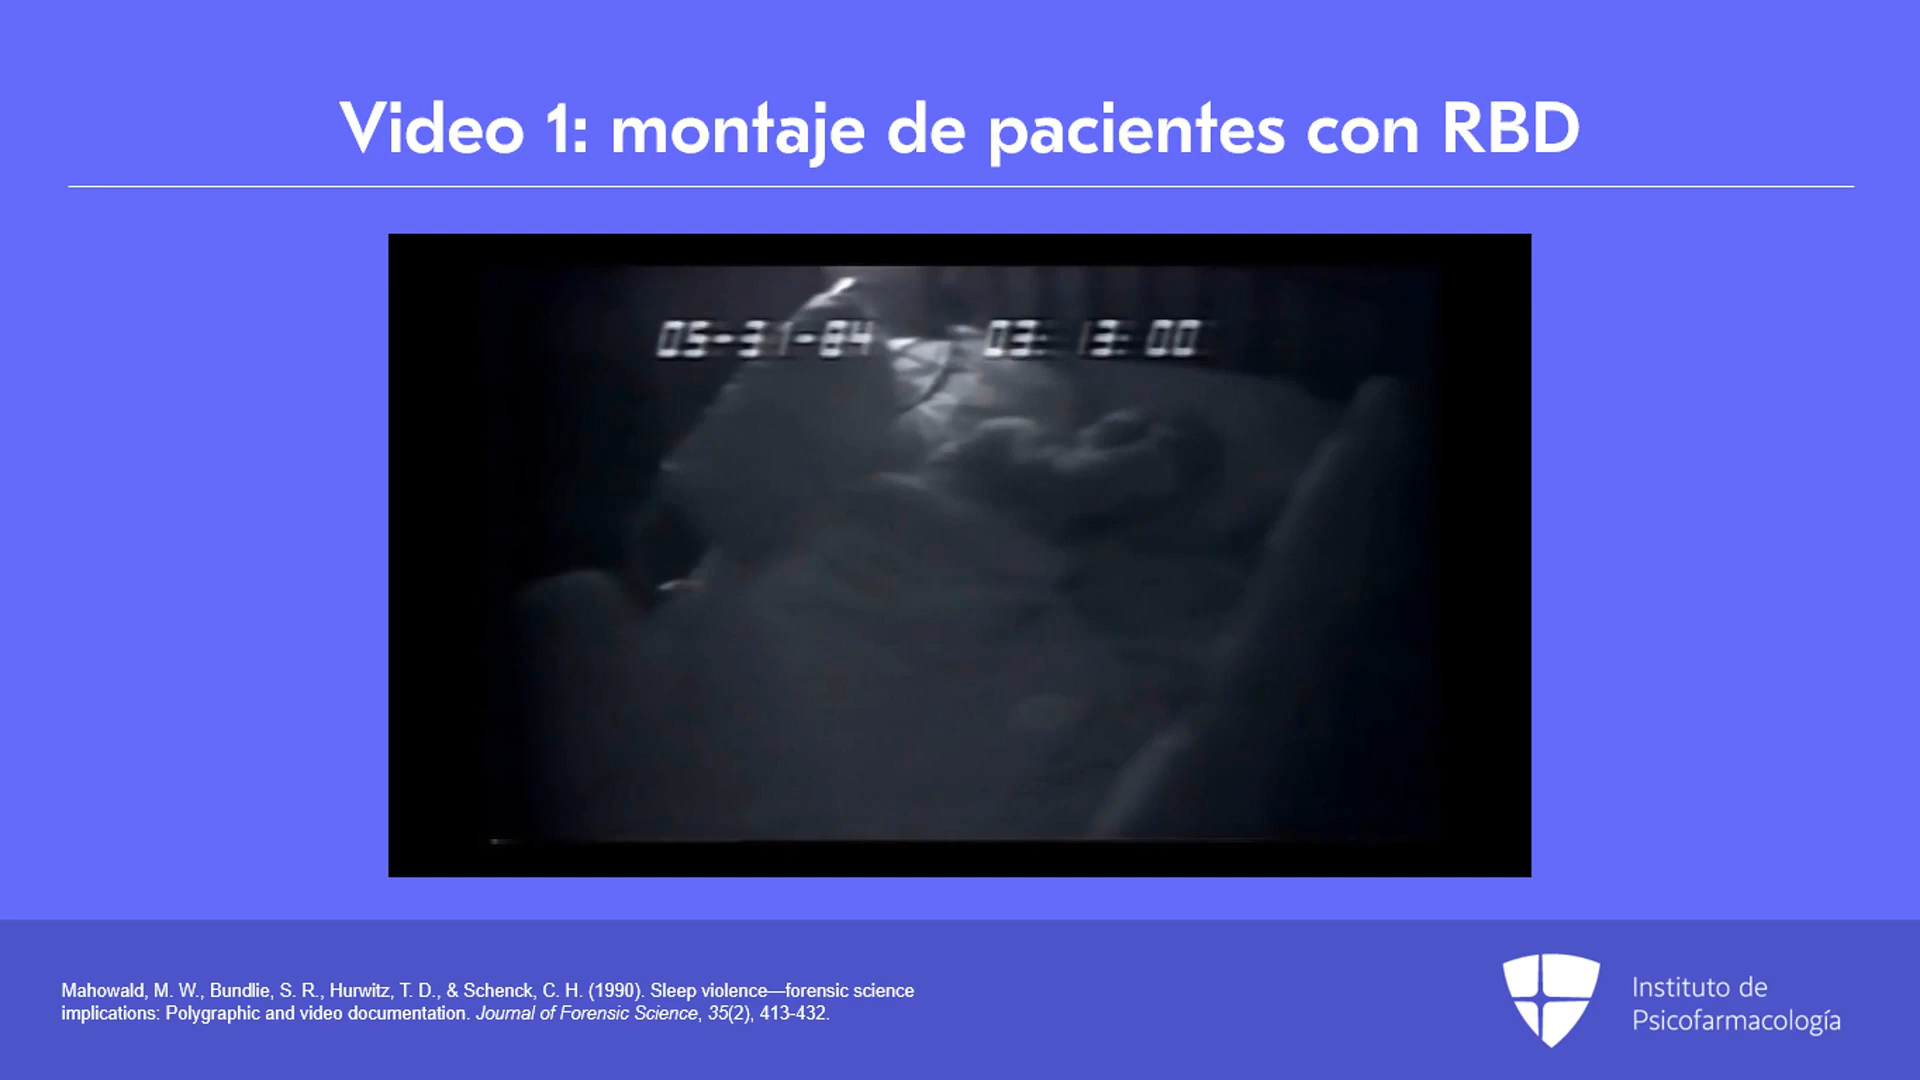 Video 1: montaje de pacientes con RBD
05-31-84 03: 13: 00
Mahowald, M. W., Bundlie, S. R., Hurwitz, T. D., & Schenck, C. H. (1990). Sleep violence—forensic science
implications: Polygraphic and video documentation. Journal of Forensic Science, 35(2), 413-432.
Instituto de
Psicofarmacología